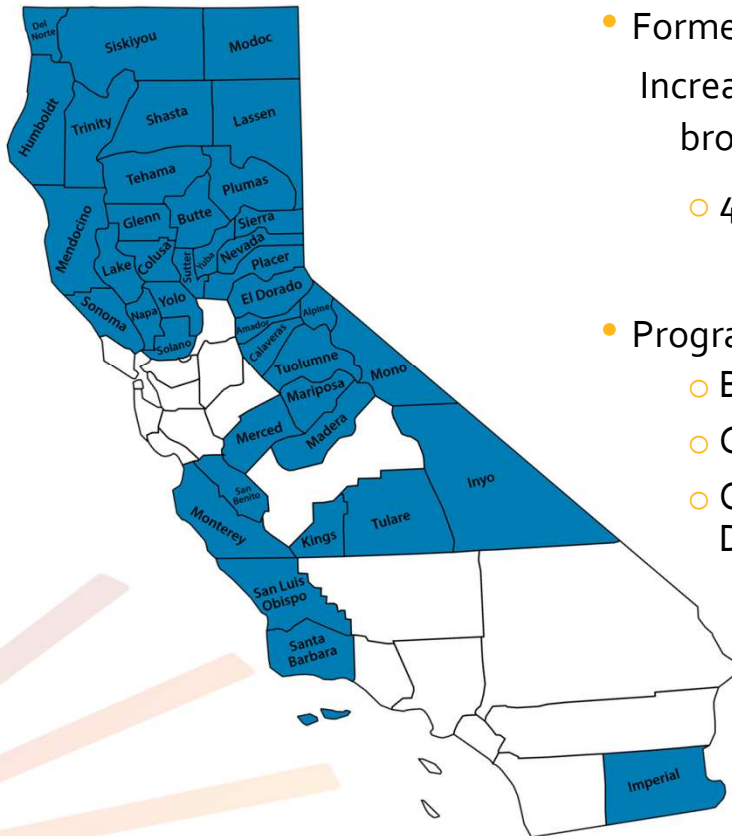 Del
Norte
Siskiyou
Modoc
Humboldt
Trinity
Shasta
Lassen
Tehama
Plumas
Mendocino
Glenn
Butte
Sierra
Lake
Colusa
Sutter
Yuba
Nevada
Placer
Sonoma
Napa
Yolo
El Dorado
Solano
Amador
Alpine
Calaveras
Tuolumne
Mono
Mariposa
Merced
Madera
San
Benito
Inyo
Monterey
Kings
Tulare
San Luis
Obispo
Santa
Barbara
Imperial
• Forme
Increa
bro
○ 4
• Progra
○ E
○ C
○ C
D